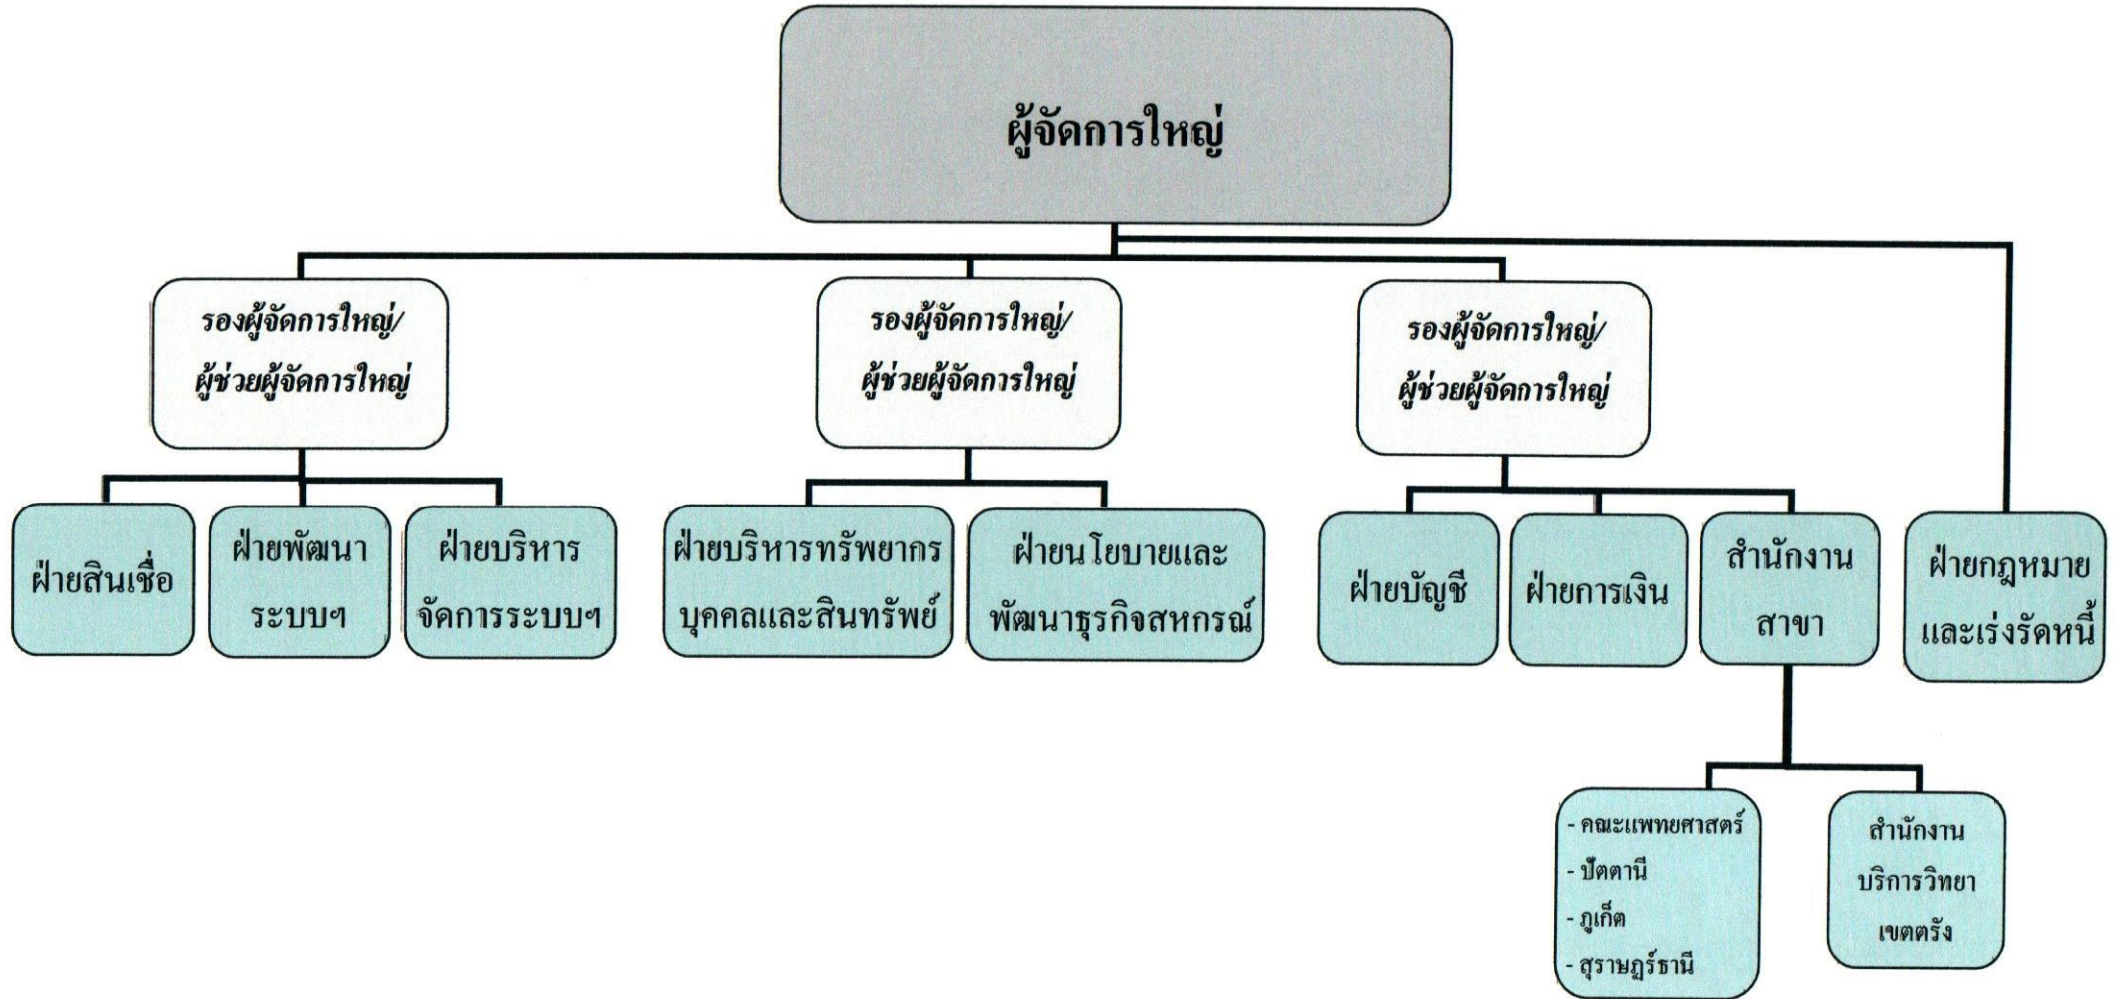 ผู้จัดการใหญ่
รองผู้จัดการใหญ่/
ผู้ช่วยผู้จัดการใหญ่
รองผู้จัดการใหญ่/
ผู้ช่วยผู้จัดการใหญ่
รองผู้จัดการใหญ่/
ผู้ช่วยผู้จัดการใหญ่
ฝ่ายสินเชื่อ
ฝ่ายพัฒนา
ระบบฯ
ฝ่ายบริหาร
จัดการระบบฯ
ฝ่ายบริหารทรัพยากร
บุคคลและสินทรัพย์
ฝ่ายนโยบายและ
พัฒนาธุรกิจสหกรณ์
ฝ่ายบัญชี
ฝ่ายการเงิน
สำนักงาน
สาขา
ฝ่ายกฎหมาย
และเร่งรัดหนี้
- คณะแพทยศาสตร์
- ปัตตานี
- ภูเก็ต
- สุราษฎร์ธานี
สำนักงาน
บริการวิทยา
เขตตรัง